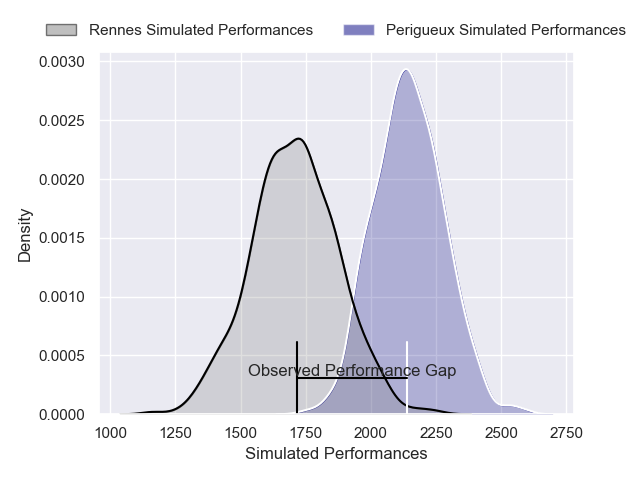 Rennes Simulated Performances
Perigueux Simulated Performances
0.0030
0.0025
0.0020
0.0015
0.0010
0.0005
0.0000
Density
Observed Performance Gap
1000 1250 1500 1750 2000 2250 2500 2750
Simulated Performances